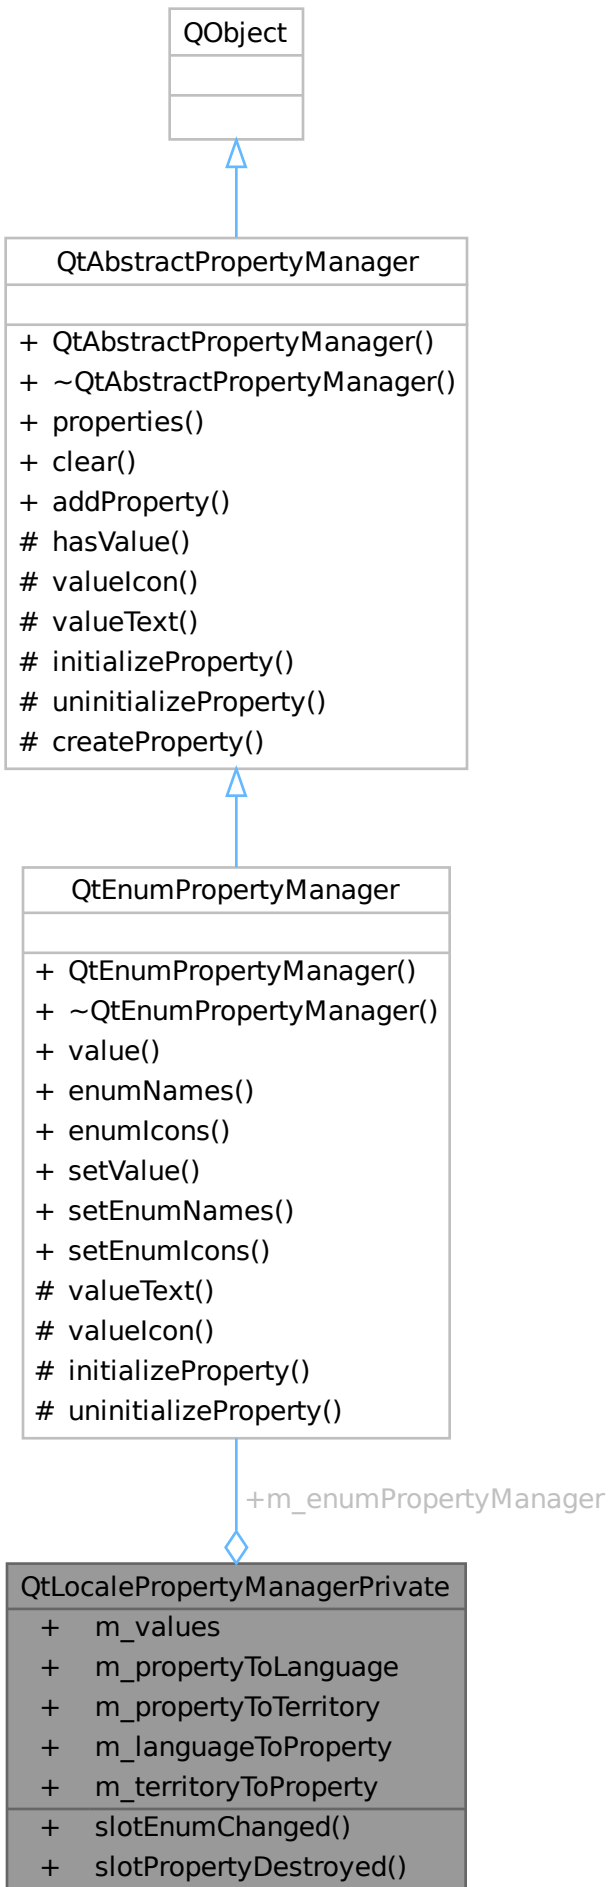 QObject
QtAbstractPropertyManager
+ QtAbstractPropertyManager()
+ ~QtAbstractPropertyManager()
+ properties()
+ clear()
+ addProperty()
# hasValue()
# valueIcon()
# valueText()
# initializeProperty()
# uninitializeProperty()
# createProperty()
QtEnumPropertyManager
+ QtEnumPropertyManager()
+ ~QtEnumPropertyManager()
+ value()
+ enumNames()
+ enumIcons()
+ setValue()
+ setEnumNames()
+ setEnumIcons()
# valueText()
# valueIcon()
# initializeProperty()
# uninitializeProperty()
+m_enumPropertyManager
QtLocalePropertyManagerPrivate
+ m_values
+ m_propertyToLanguage
+ m_propertyToTerritory
+ m_languageToProperty
+ m_territoryToProperty
+ slotEnumChanged()
+ slotPropertyDestroyed()